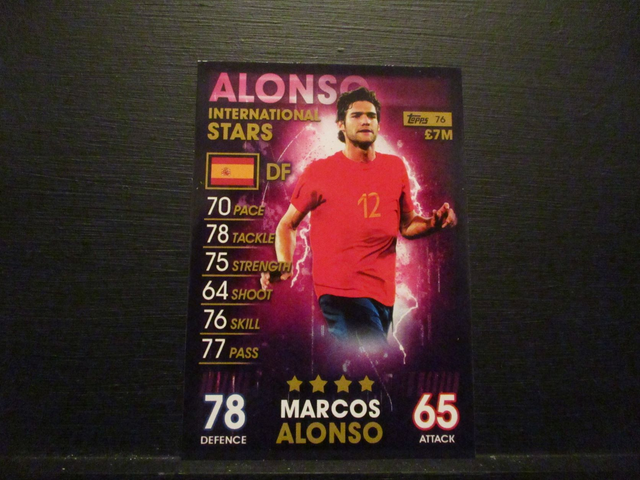 ALONSO
INTERNATIONAL
STARS
Topps 76
£7M
DF
12
70 PACE
78 TACKLE
75 STRENGTH
64 SHOOT
76 SKILL
77 PASS
78
DEFENCE
MARCOS
ALONSO
65
ATTACK